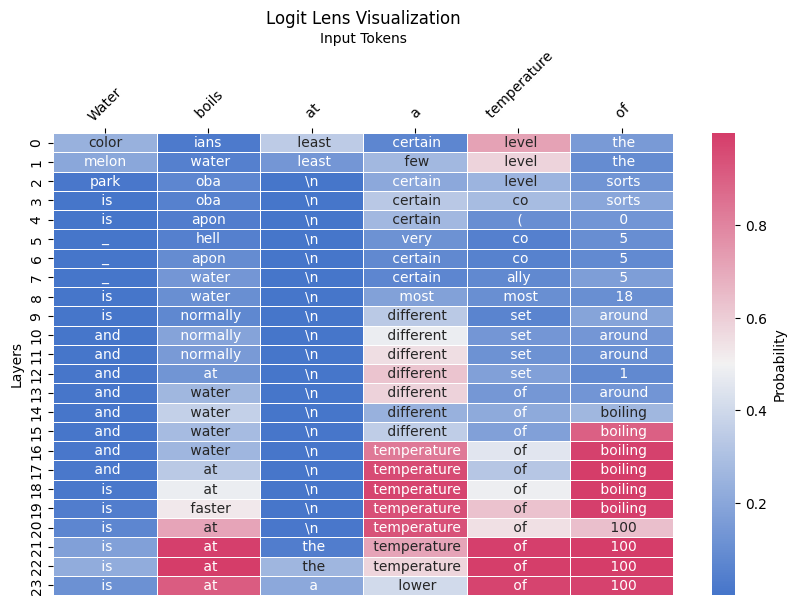 Logit Lens Visualization
Input Tokens
Water boils at a temperature of
0 color ians least certain level the
1 melon water least few level the
2 park oba \n certain level sorts
3 is oba \n certain co sorts
4 is apon \n certain ( 0
5 _ hell \n very co 5
6 _ apon \n certain co 5
7 _ water \n certain ally 5
8 is water \n most most 18
9 is normally \n different set around
10 and normally \n different set around
11 and normally \n different set around
12 and at \n different set 1
13 and water \n different of around
14 and water \n different of boiling
15 and water \n different of boiling
16 and water \n temperature of boiling
17 and at \n temperature of boiling
18 is at \n temperature of boiling
19 is faster \n temperature of boiling
20 is at \n temperature of 100
21 is at the temperature of 100
22 is at the temperature of 100
23 is at a lower of 100
Layers
0.8
0.6
0.4
0.2
Probability